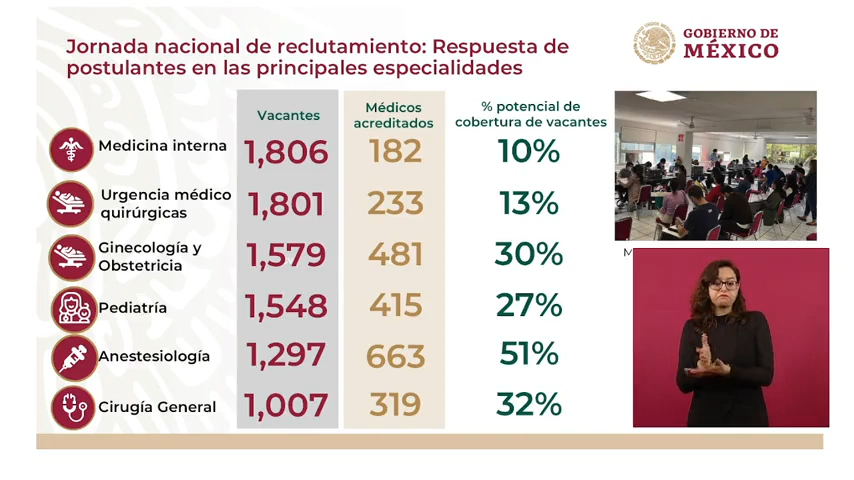 Jornada nacional de reclutamiento: Respuesta de
postulantes en las principales especialidades
GOBIERNO DE
MÉXICO
Vacantes
Médicos
acreditados
% potencial de
cobertura de vacantes
Medicina interna 1,806 182 10%
Urgencia médico
quirúrgicas 1,801 233 13%
Ginecología y
Obstetricia 1,579 481 30%
Pediatría 1,548 415 27%
Anestesiología 1,297 663 51%
Cirugía General 1,007 319 32%